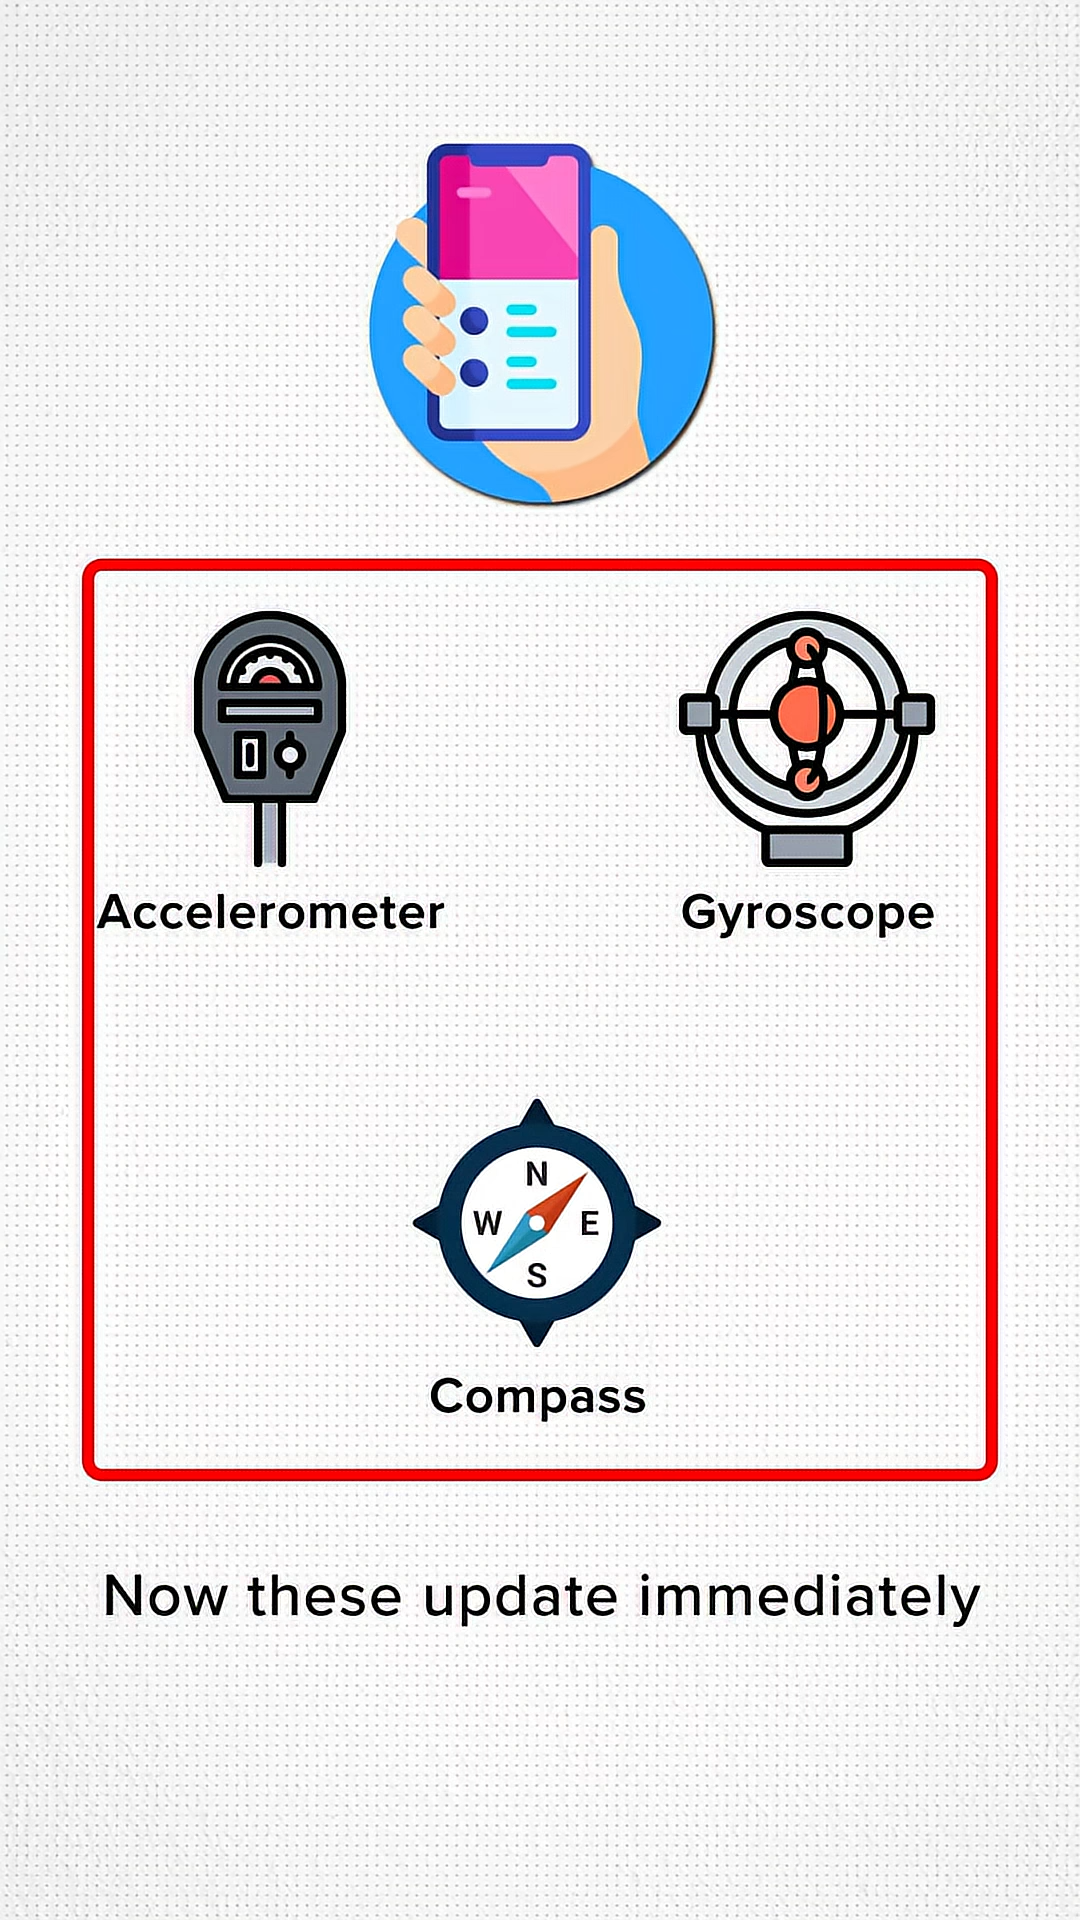 Accelerometer
Gyroscope
N
W E
S
Compass
Now these update immediately